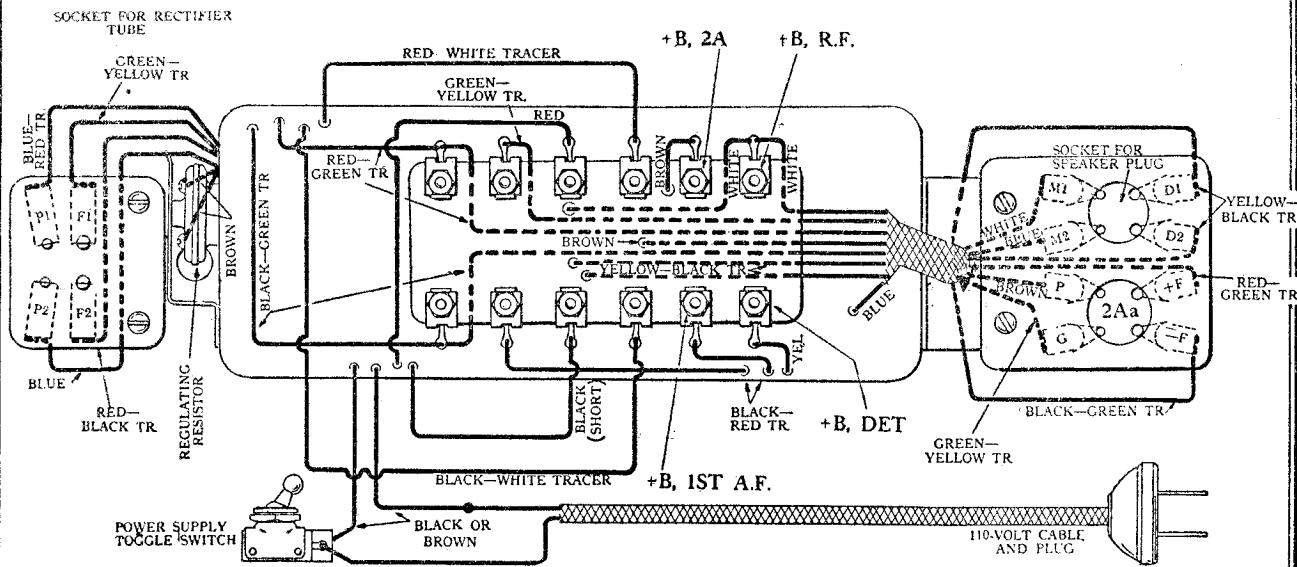 SOCKET FOR RECTIFIER
TUBE
GREEN—
YELLOW TR
BLUE—
RED TR
RED WHITE TRACER
GREEN—
YELLOW TR.
RED
+B, 2A
+B, R.F.
RED—
GREEN TR
BROWN
WHITE
WHITE
SOCKET FOR
SPEAKER PLUG
M1
D1
M2
D2
WHITE
BLUE
YELLOW—
BLACK TR
P1
F1
P2
F2
BROWN
BLACK—GREEN TR
BROWN
YELLOW—BLACK TR
BLUE
BROWN
P
+F
G
—F
2Aa
RED—
GREEN TR
BLUE
RED—
BLACK TR.
REGULATING
RESISTOR
BLACK
(SHORT)
YEL
BLACK—
RED TR.
+B, DET
BLACK—GREEN TR
GREEN—
YELLOW TR
BLACK—WHITE TRACER
+B, 1ST A.F.
POWER SUPPLY
TOGGLE SWITCH
BLACK OR
BROWN
110-VOLT CABLE
AND PLUG